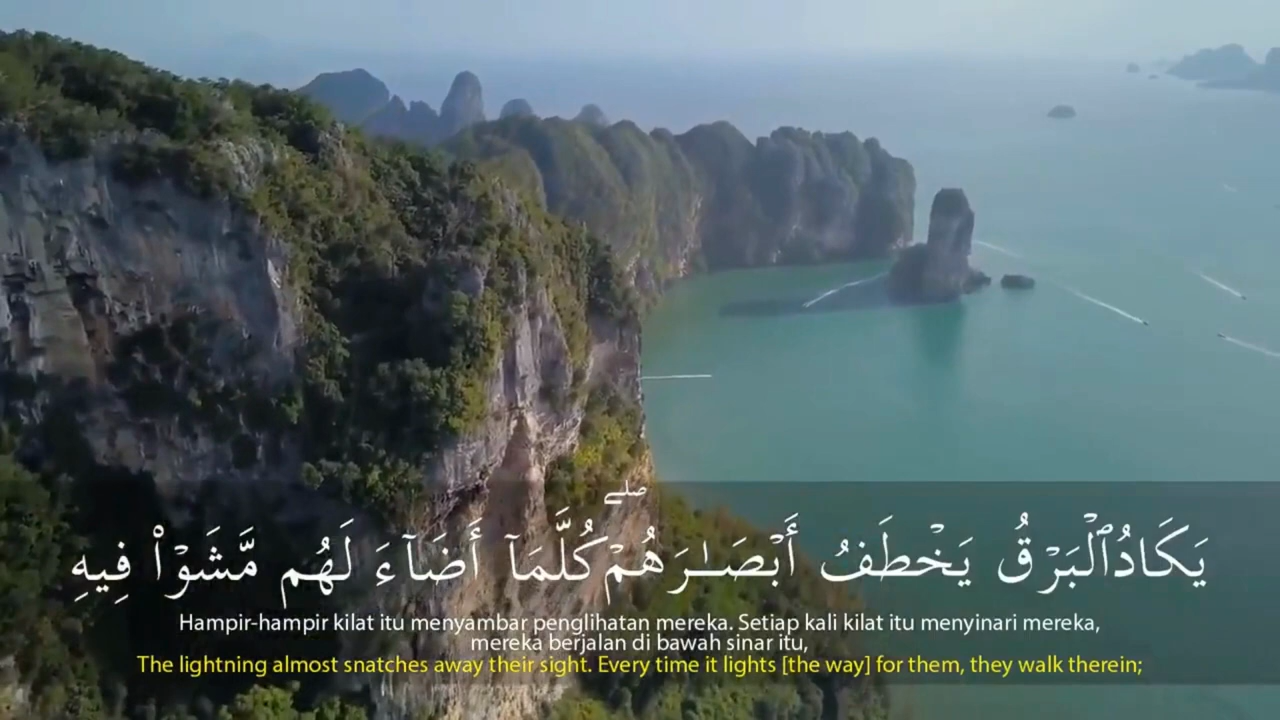 يَكَادُ ٱلْبَرْقُ يَخْطَفُ أَبْصَـٰرَهُمْ ۖ كُلَّمَآ أَضَآءَ لَهُم مَّشَوْا۟ فِيهِ
Hampir-hampir kilat itu menyambar penglihatan mereka. Setiap kali kilat itu menyinari mereka,
mereka berjalan di bawah sinar itu,
The lightning almost snatches away their sight. Every time it lights [the way] for them, they walk therein;